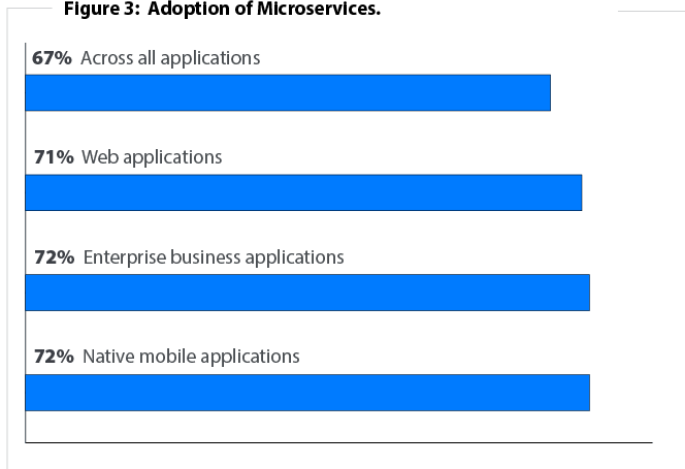 Figure 3: Adoption of Microservices.
67% Across all applications
71% Web applications
72% Enterprise business applications
72% Native mobile applications